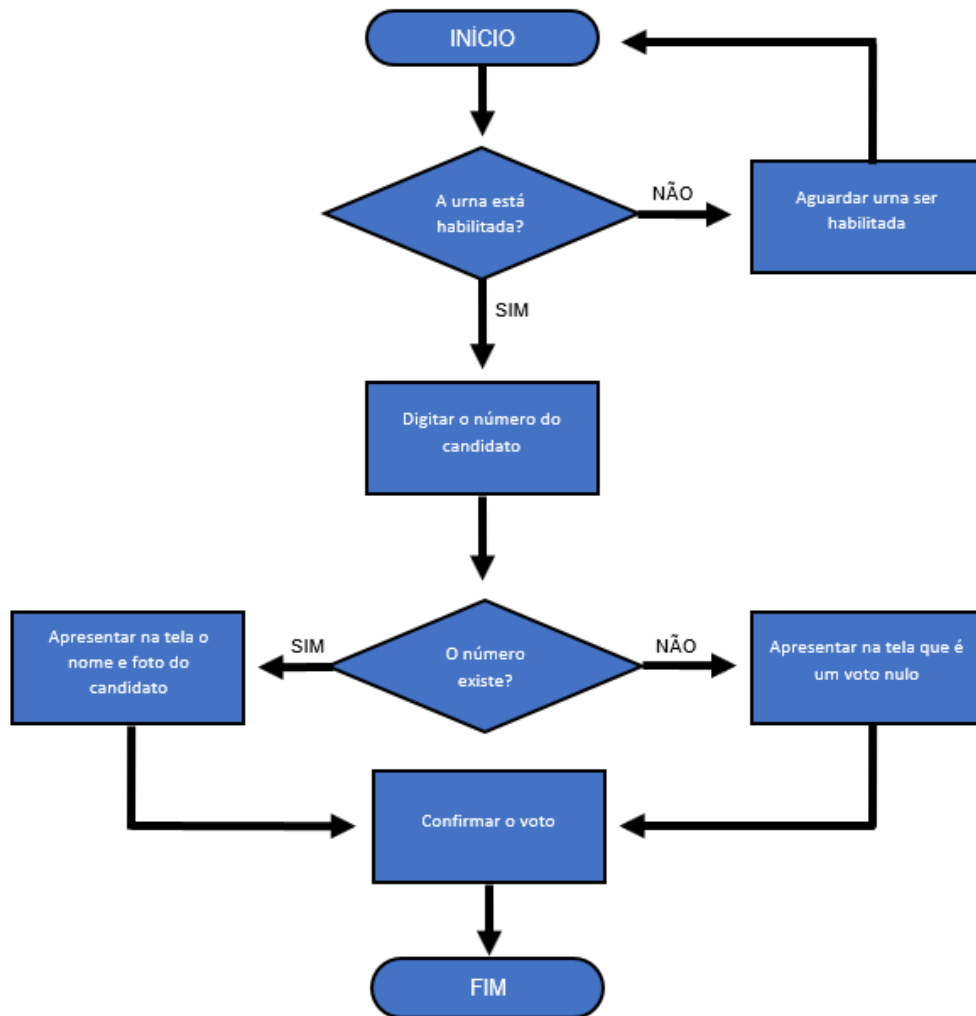 INÍCIO
A urna está
habilitada?
NÃO
Aguardar urna ser
habilitada
SIM
Digitar o número do
candidato
O número
existe?
SIM
Apresentar na tela o
nome e foto do
candidato
NÃO
Apresentar na tela que é
um voto nulo
Confirmar o voto
FIM